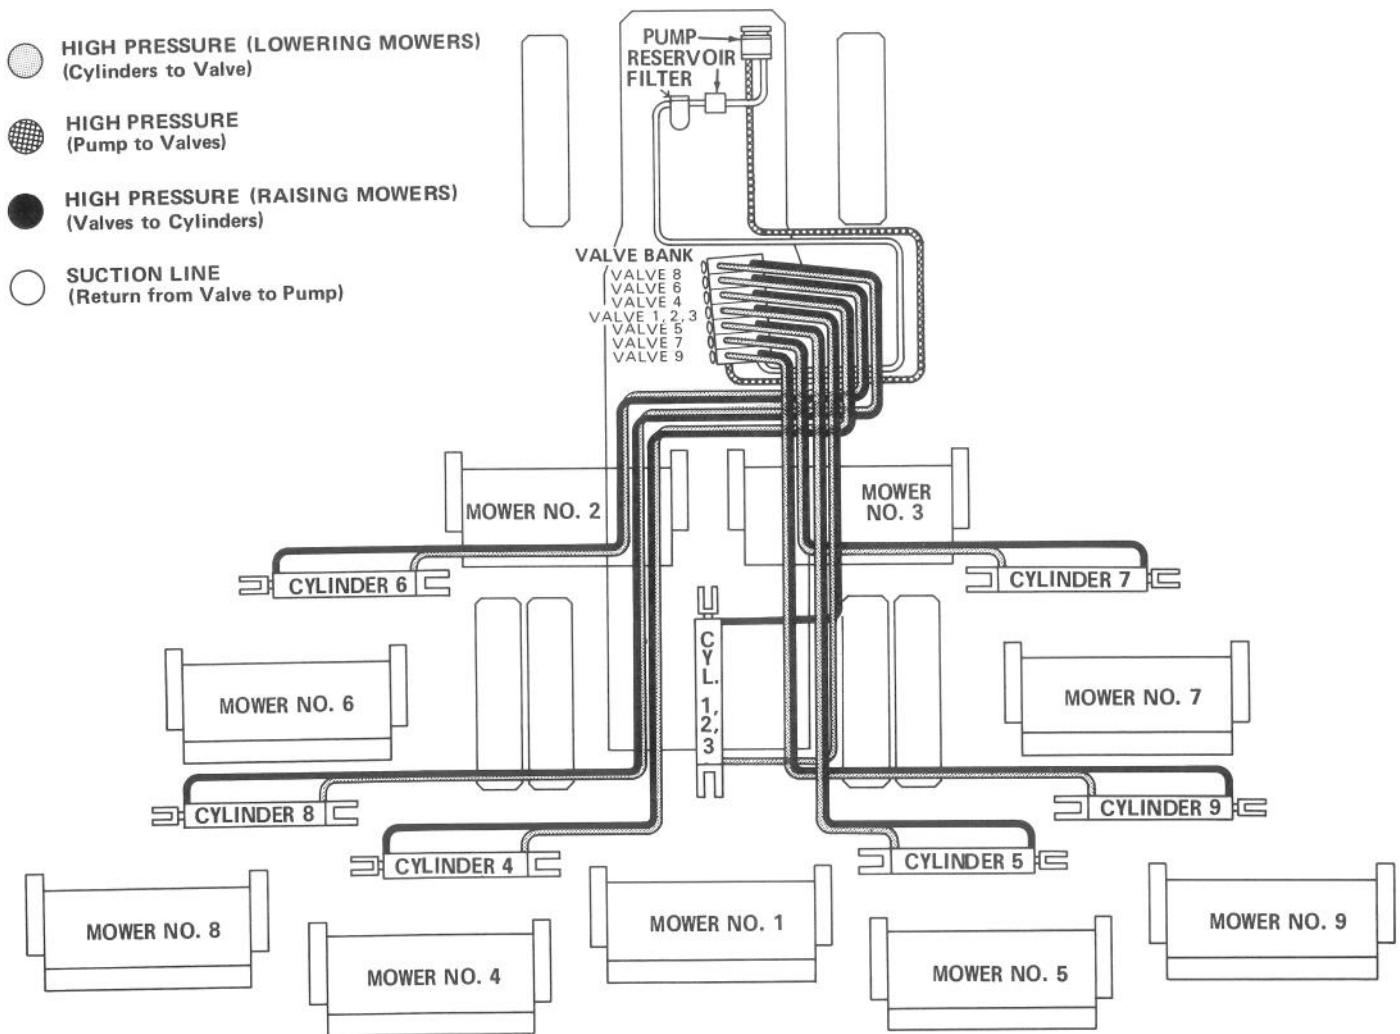 HIGH PRESSURE (LOWERING MOWERS)
(Cylinders to Valve)
HIGH PRESSURE
(Pump to Valves)
HIGH PRESSURE (RAISING MOWERS)
(Valves to Cylinders)
SUCTION LINE
(Return from Valve to Pump)
PUMP
RESERVOIR
FILTER
VALVE BANK
VALVE 8
VALVE 6
VALVE 4
VALVE 1, 2, 3
VALVE 5
VALVE 7
VALVE 9
MOWER NO. 2
MOWER
NO. 3
CYLINDER 6
CYLINDER 7
CYL. 1, 2, 3
MOWER NO. 6
MOWER NO. 7
CYLINDER 8
CYLINDER 9
CYLINDER 4
CYLINDER 5
MOWER NO. 8
MOWER NO. 4
MOWER NO. 1
MOWER NO. 5
MOWER NO. 9